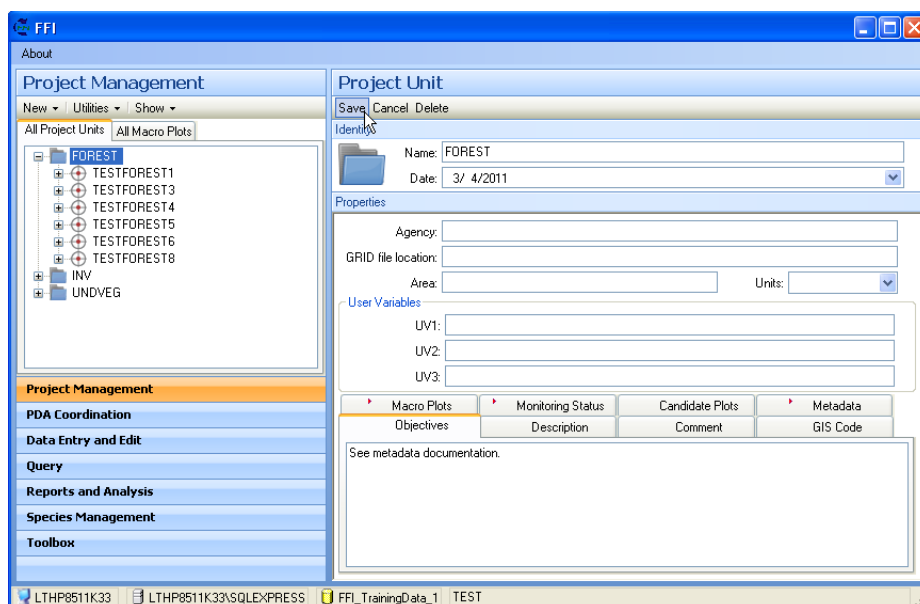 FFI
About
Project Management
New Utilities Show
All Project Units All Macro Plots
FOREST
TESTFOREST1
TESTFOREST3
TESTFOREST4
TESTFOREST5
TESTFOREST6
TESTFOREST8
INV
UNDVEG
Project Management
PDA Coordination
Data Entry and Edit
Query
Reports and Analysis
Species Management
Toolbox
Project Unit
Save Cancel Delete
Identity
Name: FOREST
Date: 3/ 4/2011
Properties
Agency:
GRID file location:
Area: Units:
User Variables
UV1:
UV2:
UV3:
Macro Plots Monitoring Status Candidate Plots Metadata
Objectives Description Comment GIS Code
See metadata documentation.
LTHP8511K33 LTHP8511K33\SQLEXPRESS FFI_TrainingData_1 TEST